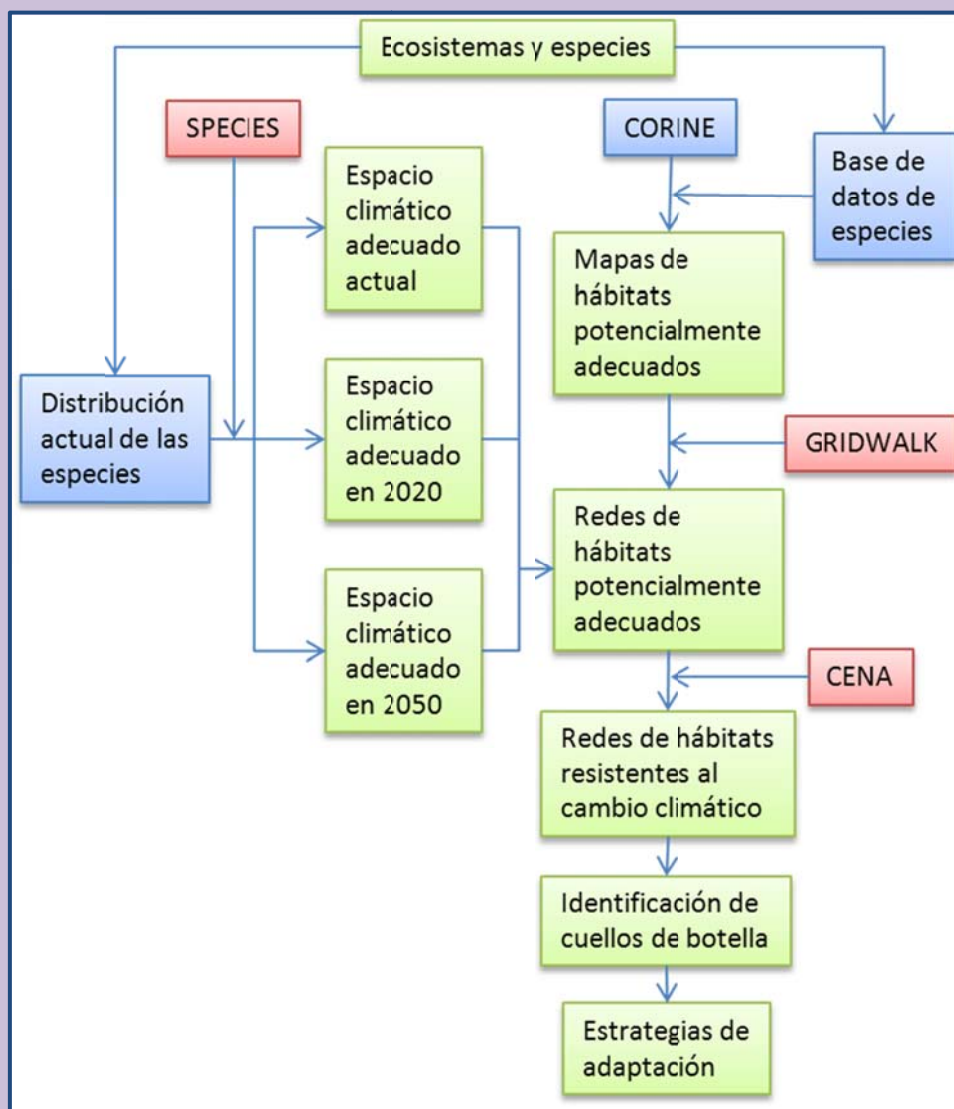 Ecosistemas y especies
SPECIES
CORINE
Base de
datos de
especies
Espacio
climático
adecuado
actual
Mapas de
hábitats
potencialmente
adecuados
Distribución
actual de las
especies
Espacio
climático
adecuado
en 2020
GRIDWALK
Redes de
hábitats
potencialmente
adecuados
Espacio
climático
adecuado
en 2050
CENA
Redes de hábitats
resistentes al
cambio climático
Identificación de
cuellos de botella
Estrategias de
adaptación